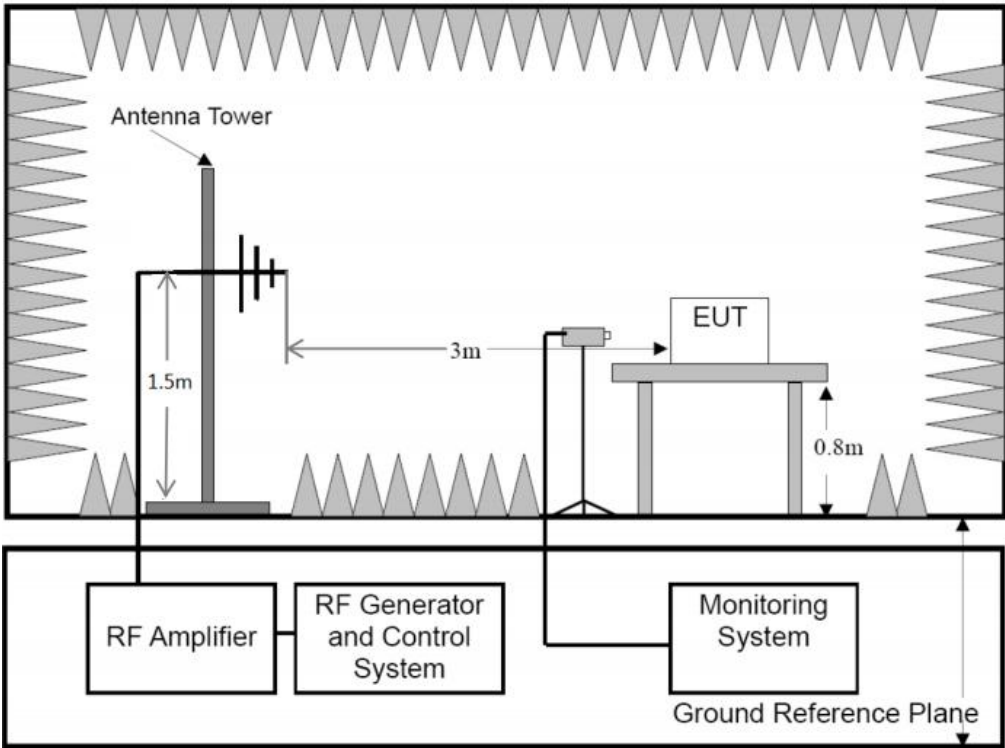 Antenna Tower
EUT
3m
1.5m
0.8m
RF Amplifier
RF Generator
and Control
System
Monitoring
System
Ground Reference Plane